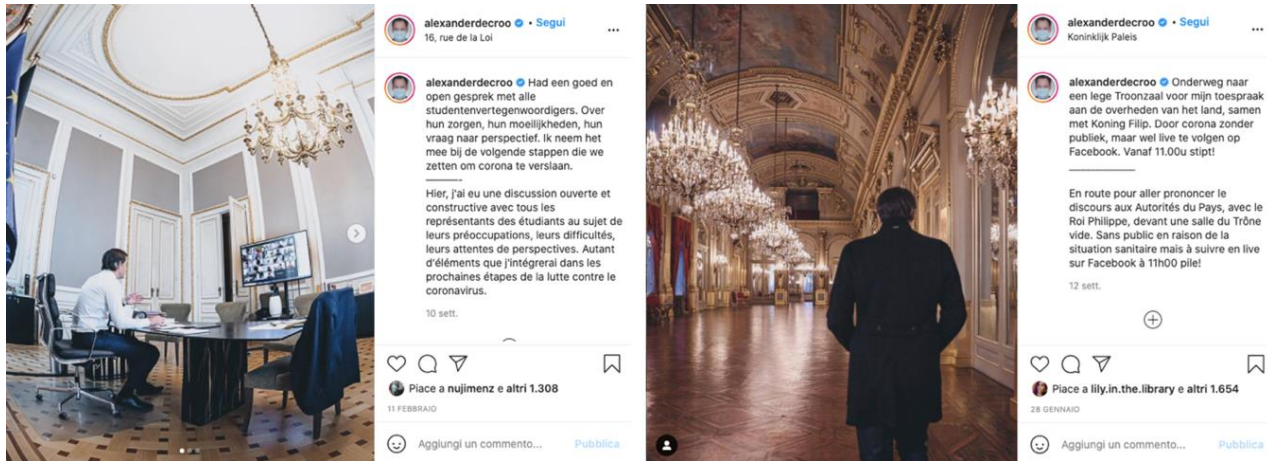 alexanderdecroo • Segui
16, rue de la Loi
alexanderdecroo Had een goed en
open gesprek met alle
studentenvertegenwoordigers. Over
hun zorgen, hun moeilijkheden, hun
vraag naar perspectief. Ik neem het
mee bij de volgende stappen die we
zetten om corona te verslaan.
————-
Hier, j'ai eu une discussion ouverte et
constructive avec tous les
représentants des étudiants au sujet de
leurs préoccupations, leurs difficultés,
leurs attentes de perspectives. Autant
d'éléments que j'intégrerai dans les
prochaines étapes de la lutte contre le
coronavirus.
10 sett.
Piace a nujimenz e altri 1.308
11 FEBBRAIO
Aggiungi un commento... Pubblica
alexanderdecroo • Segui
Koninklijk Paleis
alexanderdecroo Onderweg naar
een lege Troonzaal voor mijn toespraak
aan de overheden van het land, samen
met Koning Filip. Door corona zonder
publiek, maar wel live te volgen op
Facebook. Vanaf 11.00u stipt!
——————
En route pour aller prononcer le
discours aux Autorités du Pays, avec le
Roi Philippe, devant une salle du Trône
vide. Sans public en raison de la
situation sanitaire mais à suivre en live
sur Facebook à 11h00 pile!
12 sett.
Piace a lily.in.the.library e altri 1.654
28 GENNAIO
Aggiungi un commento... Pubblica